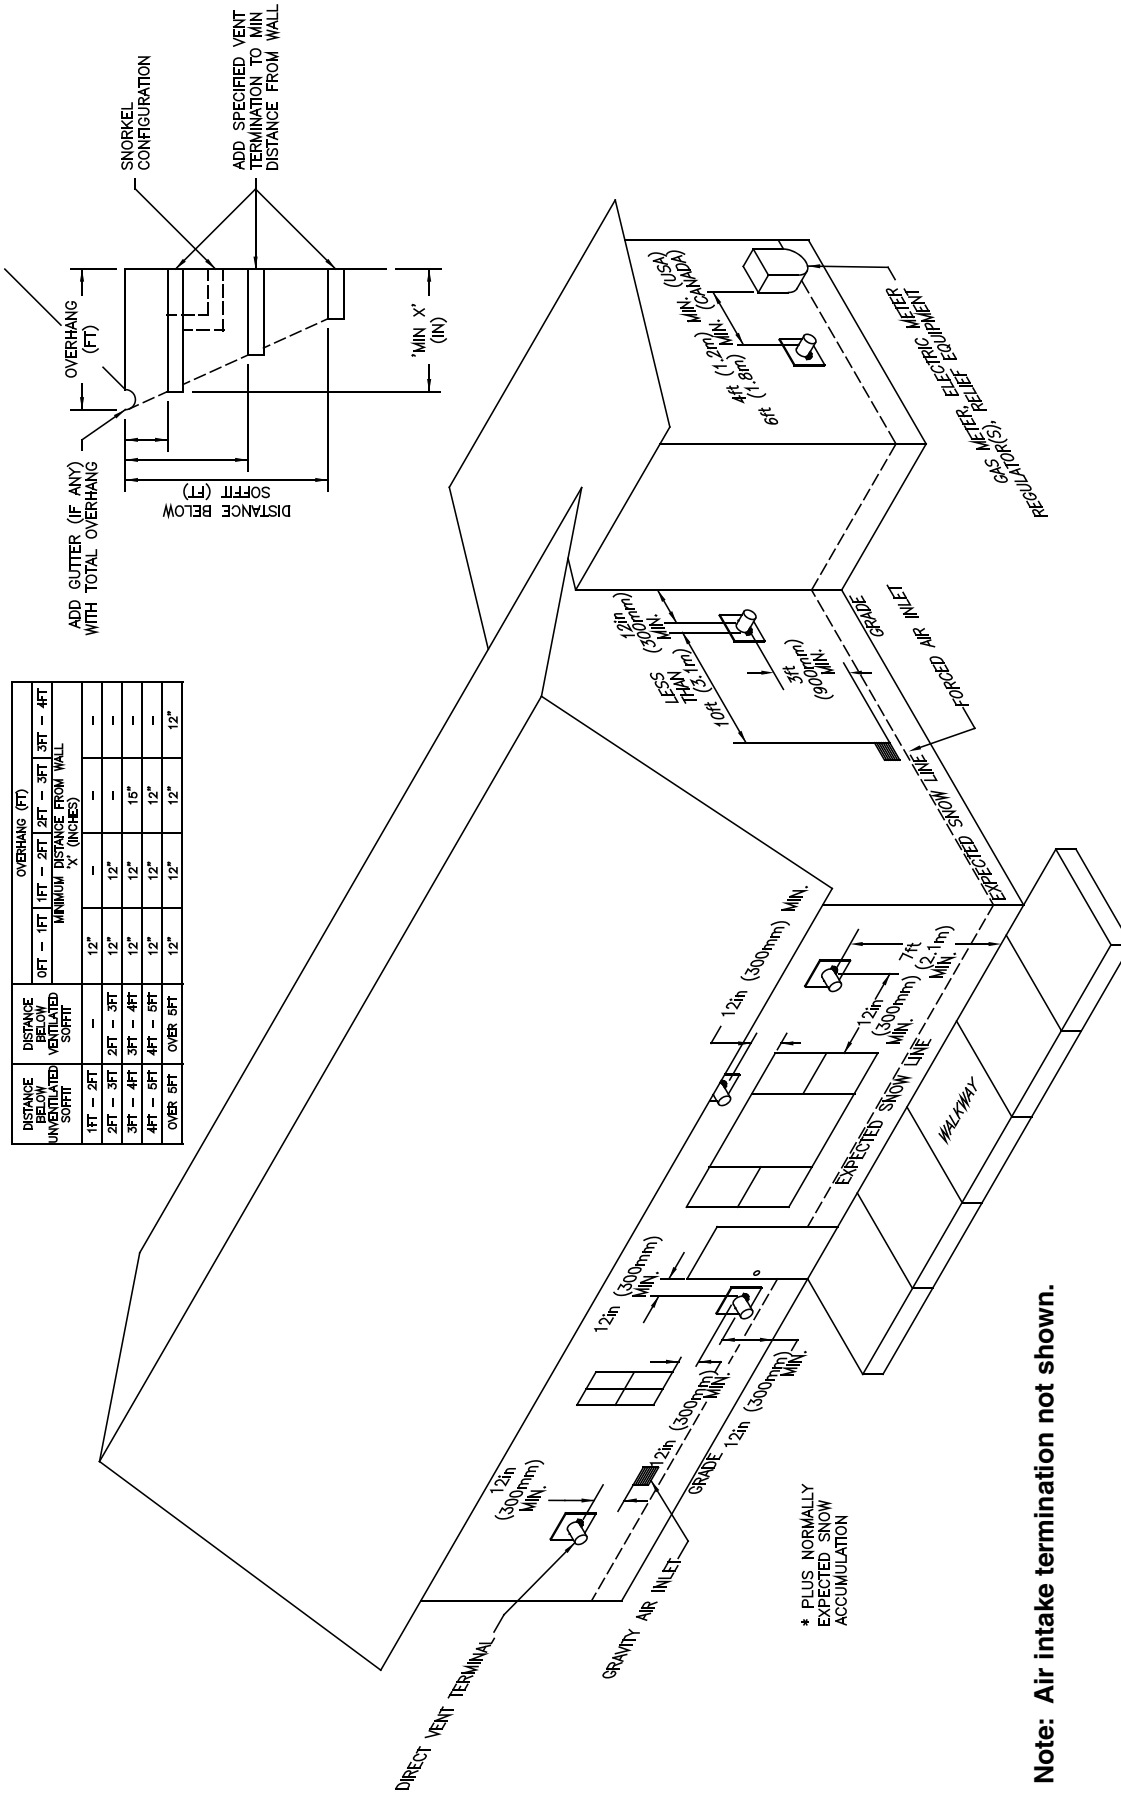 DISTANCE
BELOW
UNVENTILATED
SOFFIT
DISTANCE
BELOW
VENTILATED
SOFFIT
OVERHANG (FT)
0FT - 1FT 1FT - 2FT 2FT - 3FT 3FT - 4FT
MINIMUM DISTANCE FROM WALL
'X' (INCHES)
1FT - 2FT - 12" - - -
2FT - 3FT 2FT - 3FT 12" 12" - -
3FT - 4FT 3FT - 4FT 12" 12" 15" -
4FT - 5FT 4FT - 5FT 12" 12" 12" -
OVER 5FT OVER 5FT 12" 12" 12" 12"
ADD GUTTER (IF ANY)
WITH TOTAL OVERHANG
OVERHANG
(FT)
SNORKEL
CONFIGURATION
ADD SPECIFIED VENT
TERMINATION TO MIN
DISTANCE FROM WALL
DISTANCE BELOW
SOFFIT (FT)
'MIN X'
(IN)
DIRECT VENT TERMINAL
12in
(300mm)
MIN.
GRAVITY AIR INLET
12in (300mm)
MIN.
12in (300mm)
MIN.
GRADE
12in (300mm)
MIN.
12in (300mm) MIN.
EXPECTED SNOW LINE
12in
(300mm)
MIN.
7ft
(2.1m)
MIN.
WALKWAY
EXPECTED SNOW LINE
12in
(300mm)
MIN.
LESS
THAN
10ft (3.1m)
3ft
(900mm)
MIN.
GRADE
FORCED AIR INLET
4ft (1.2m) MIN. (USA)
6ft (1.8m) MIN. (CANADA)
GAS METER, ELECTRIC METER
REGULATOR(S), RELIEF EQUIPMENT
* PLUS NORMALLY
EXPECTED SNOW
ACCUMULATION
Note: Air intake termination not shown.